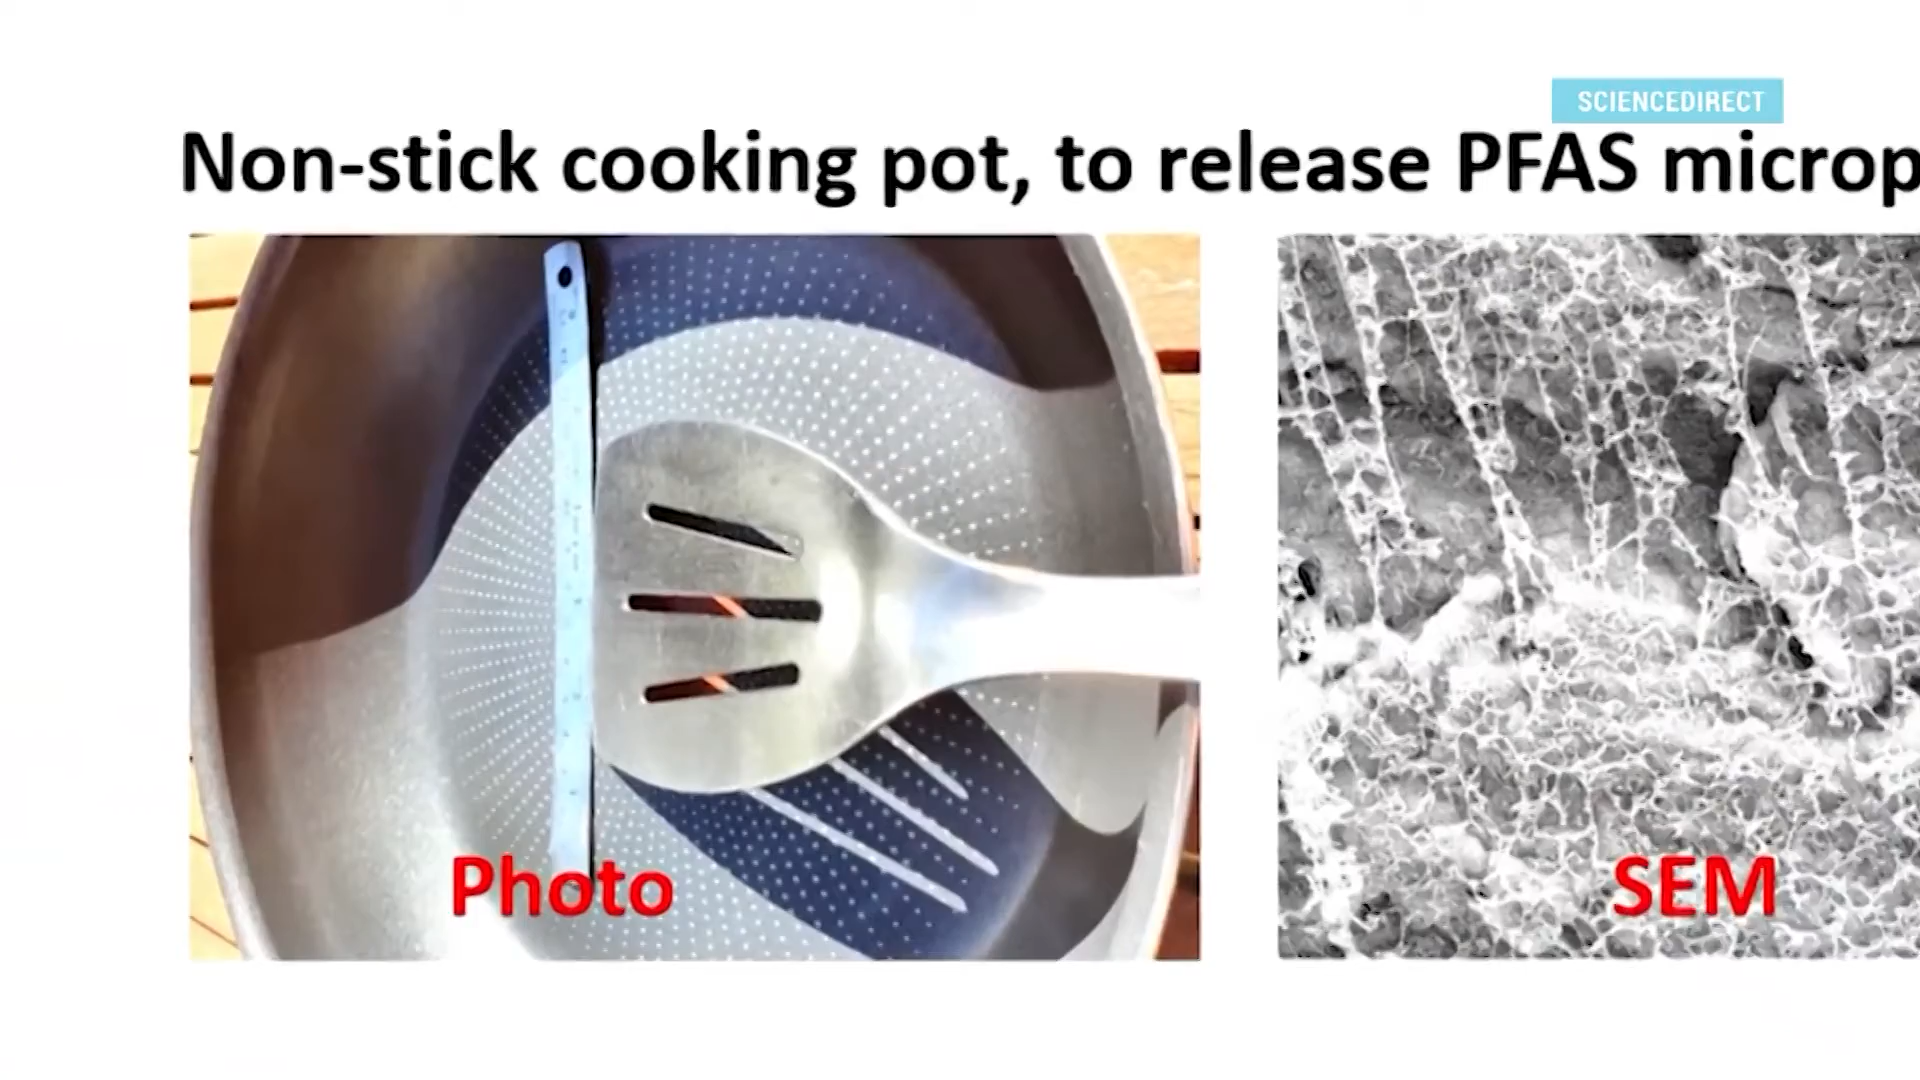 SCIENCEDIRECT
Non-stick cooking pot, to release PFAS microp
Photo
SEM